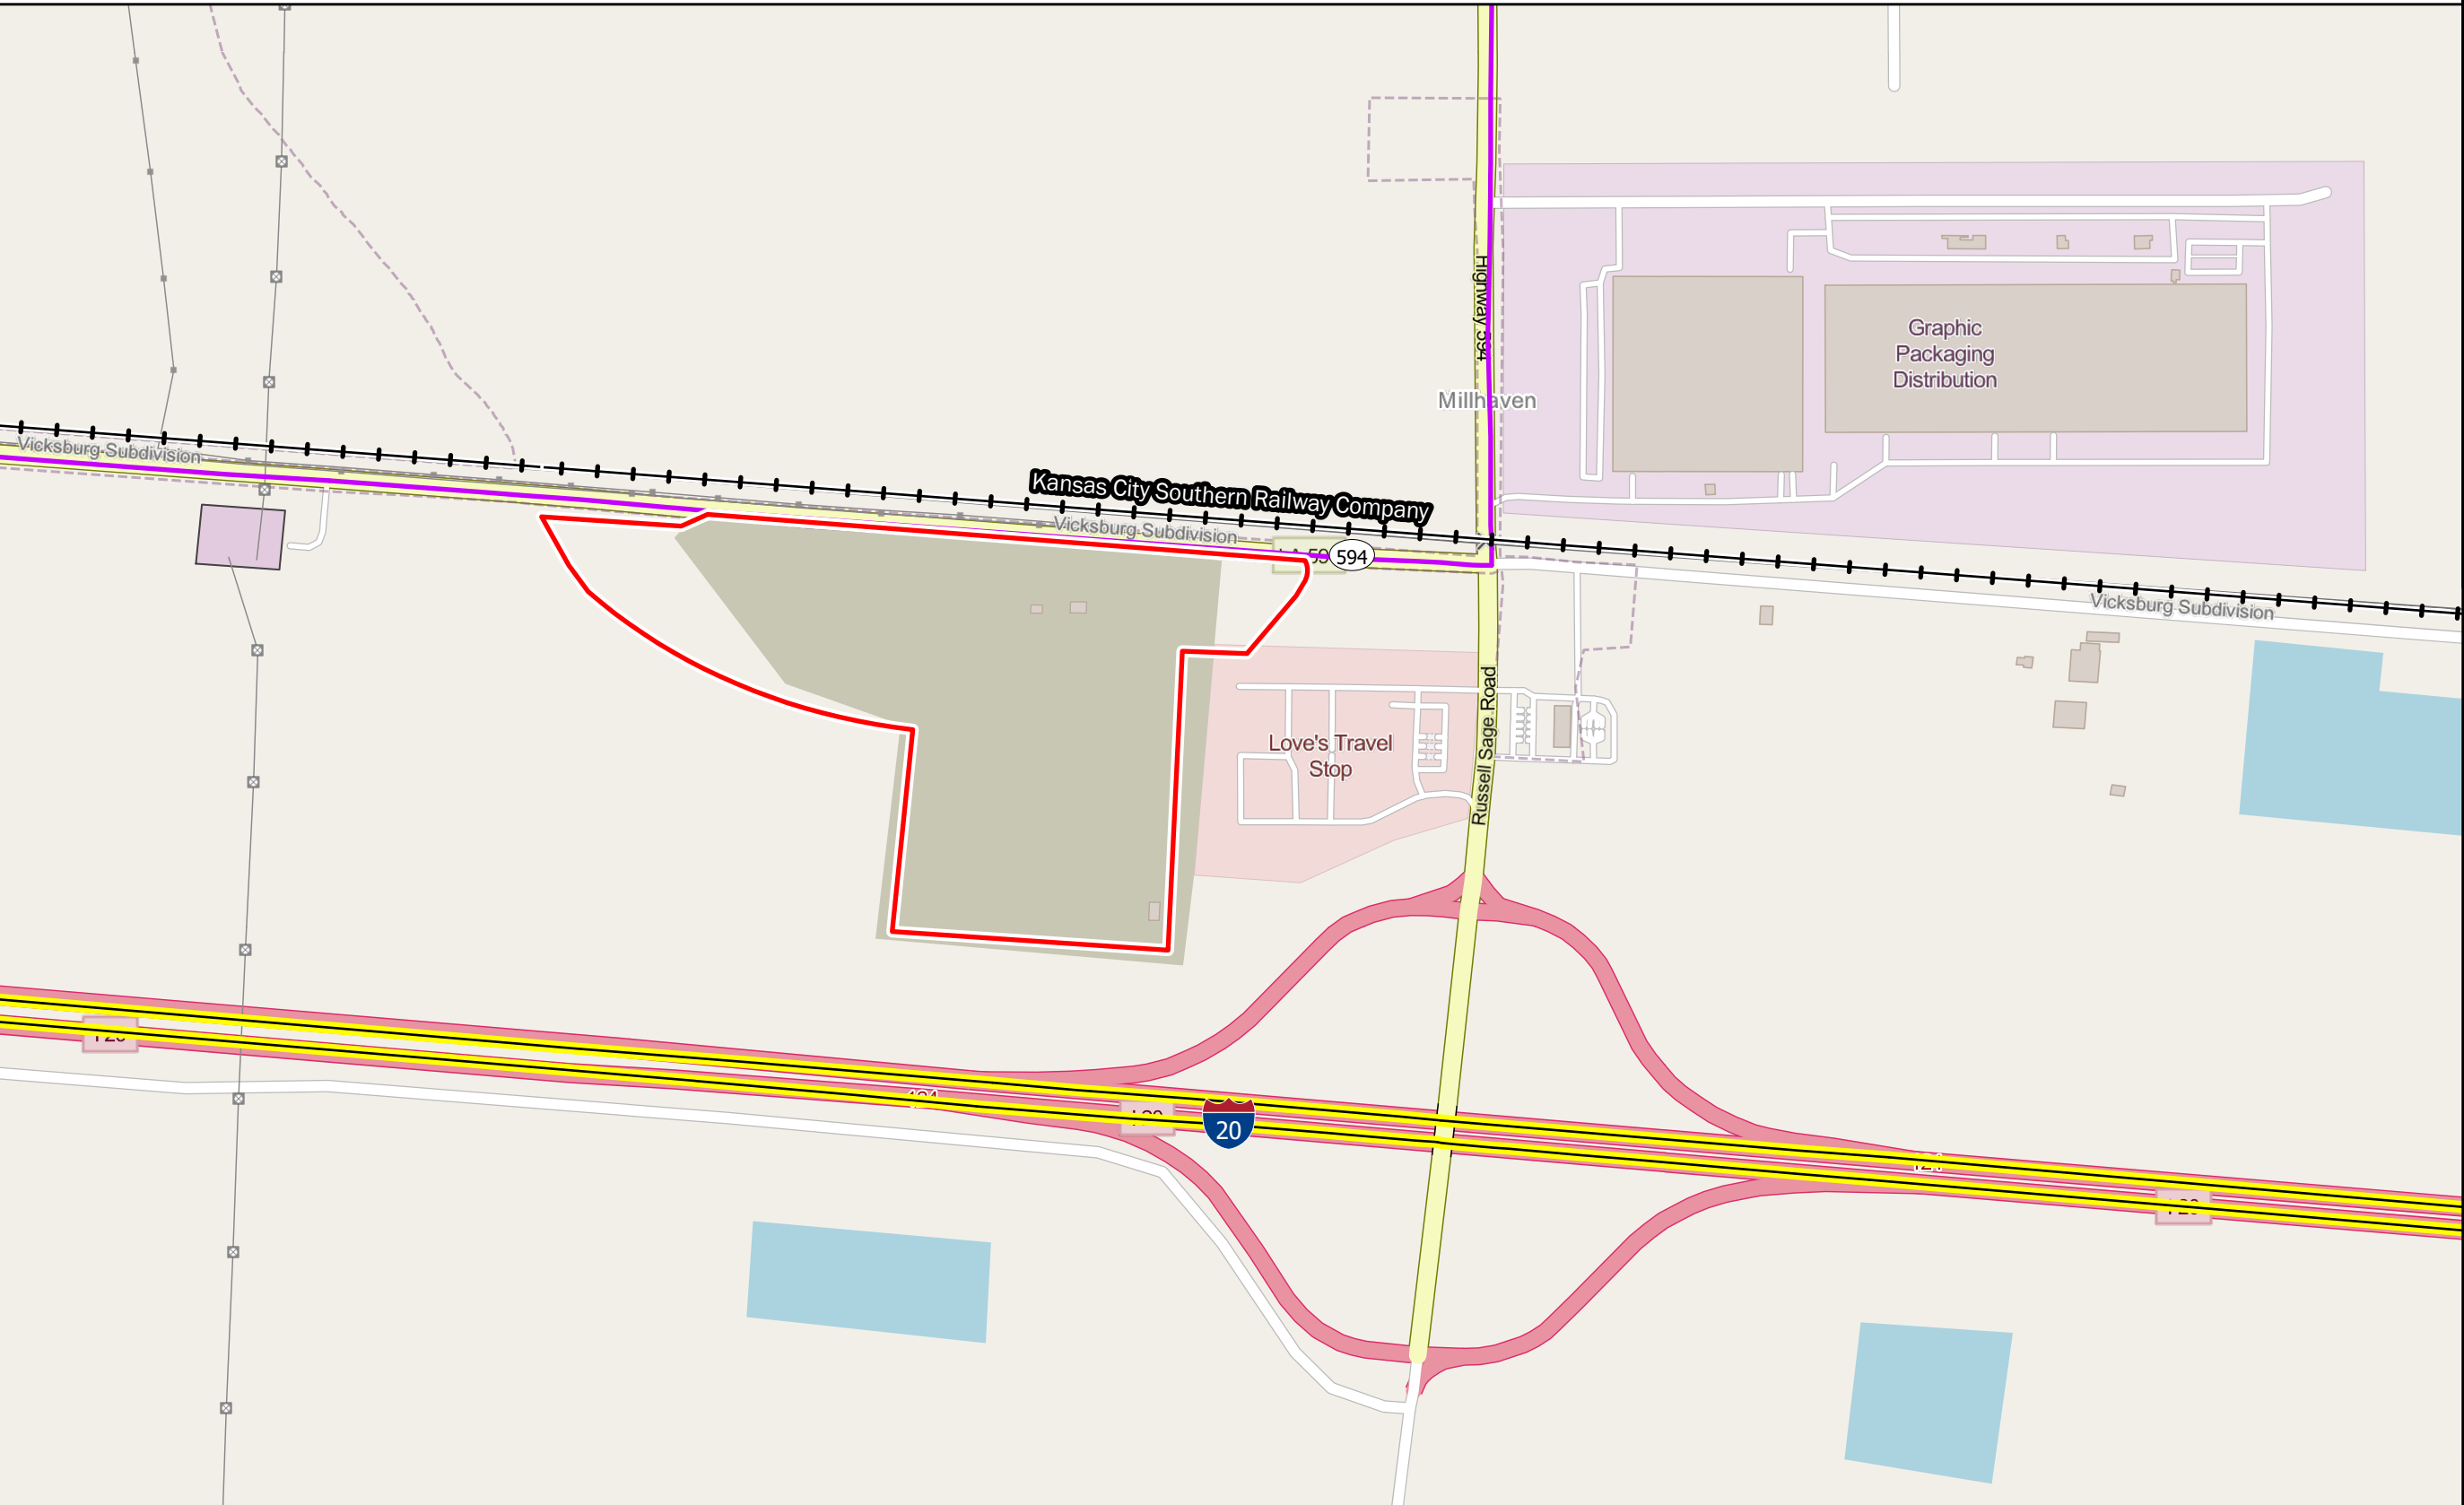 Highway 594
Graphic
Packaging
Distribution
Millhaven
Vicksburg Subdivision
Kansas City Southern Railway Company
Vicksburg Subdivision
594
Vicksburg Subdivision
Russell Sage Road
Love's Travel
Stop
20